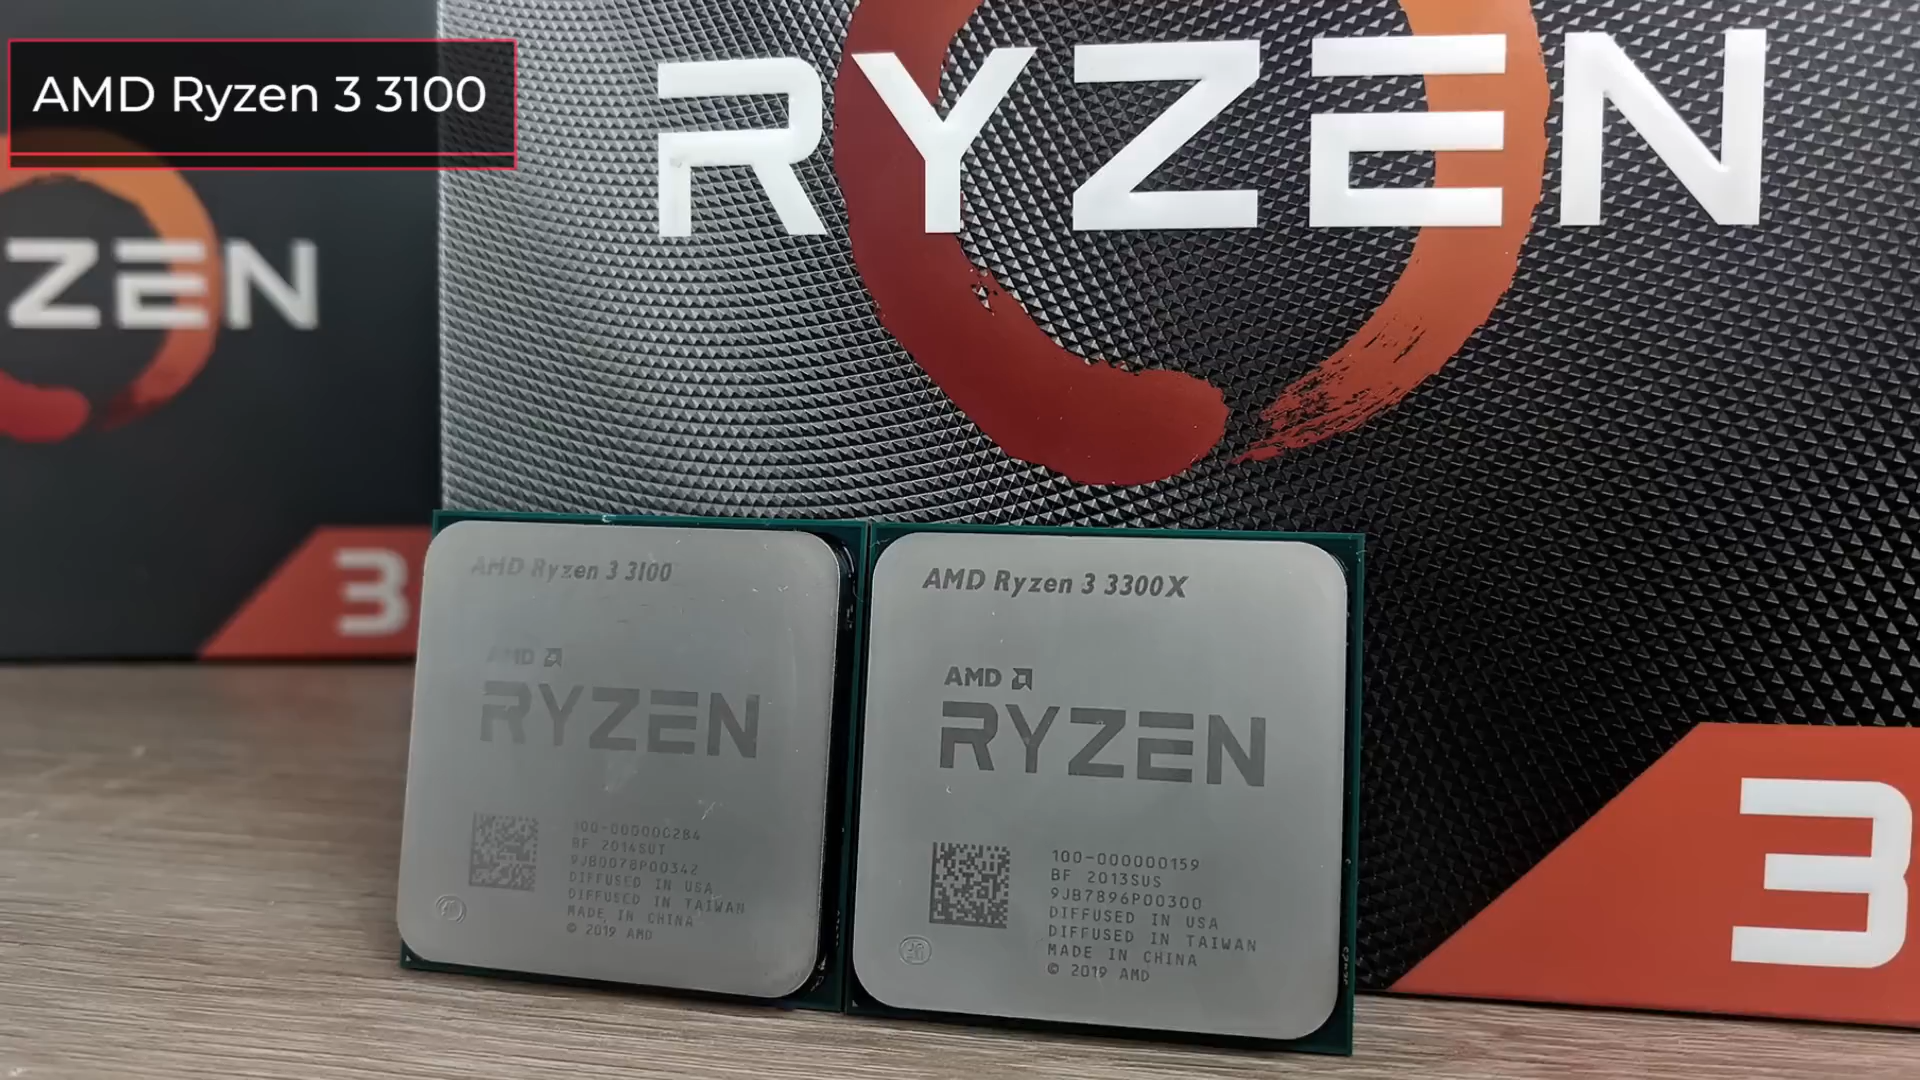 AMD Ryzen 3 3100
RYZEN
ZEN
3
3
AMD Ryzen 3 3100
AMD
RYZEN
100-000000284
BF 2014SUT
9JB0078P00342
DIFFUSED IN USA
DIFFUSED IN TAIWAN
MADE IN CHINA
© 2019 AMD
AMD Ryzen 3 3300X
AMD
RYZEN
100-000000159
BF 2013SUS
9JB7896P00300
DIFFUSED IN USA
DIFFUSED IN TAIWAN
MADE IN CHINA
© 2019 AMD